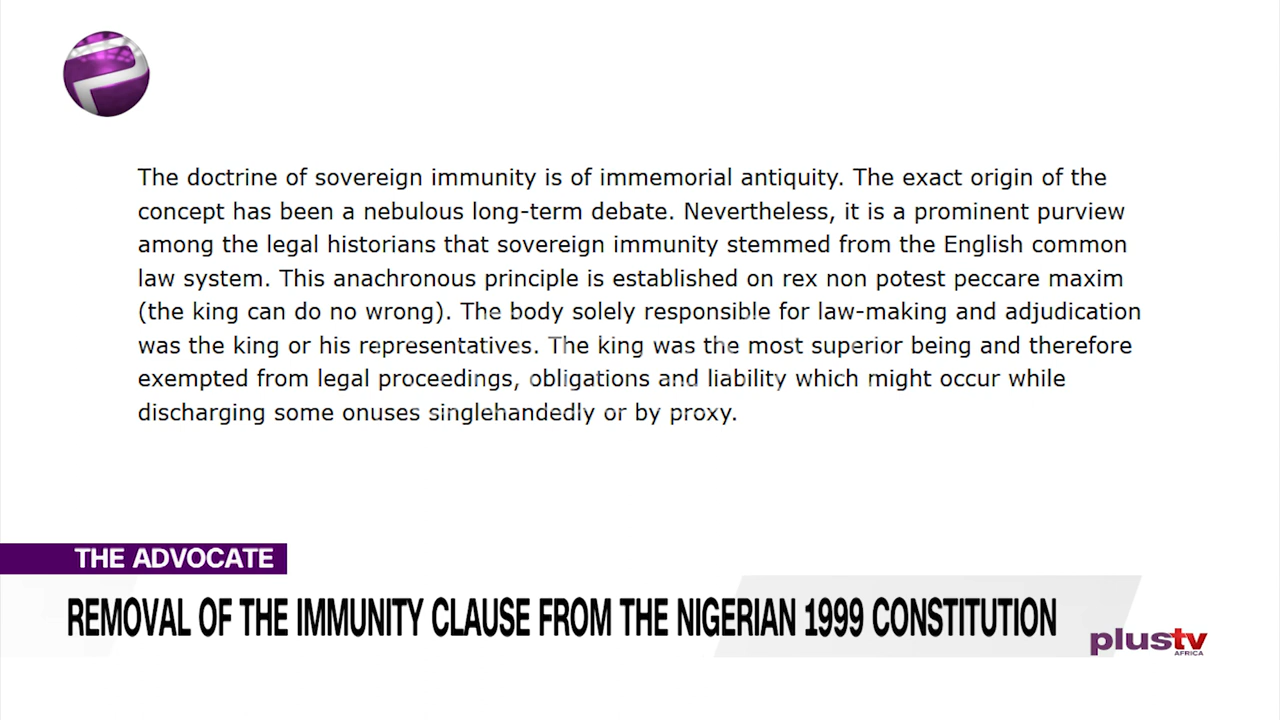 The doctrine of sovereign immunity is of immemorial antiquity. The exact origin of the
concept has been a nebulous long-term debate. Nevertheless, it is a prominent purview
among the legal historians that sovereign immunity stemmed from the English common
law system. This anachronous principle is established on rex non potest peccare maxim
(the king can do no wrong). The body solely responsible for law-making and adjudication
was the king or his representatives. The king was the most superior being and therefore
exempted from legal proceedings, obligations and liability which might occur while
discharging some onuses singlehandedly or by proxy.
THE ADVOCATE
REMOVAL OF THE IMMUNITY CLAUSE FROM THE NIGERIAN 1999 CONSTITUTION
plustv
AFRICA